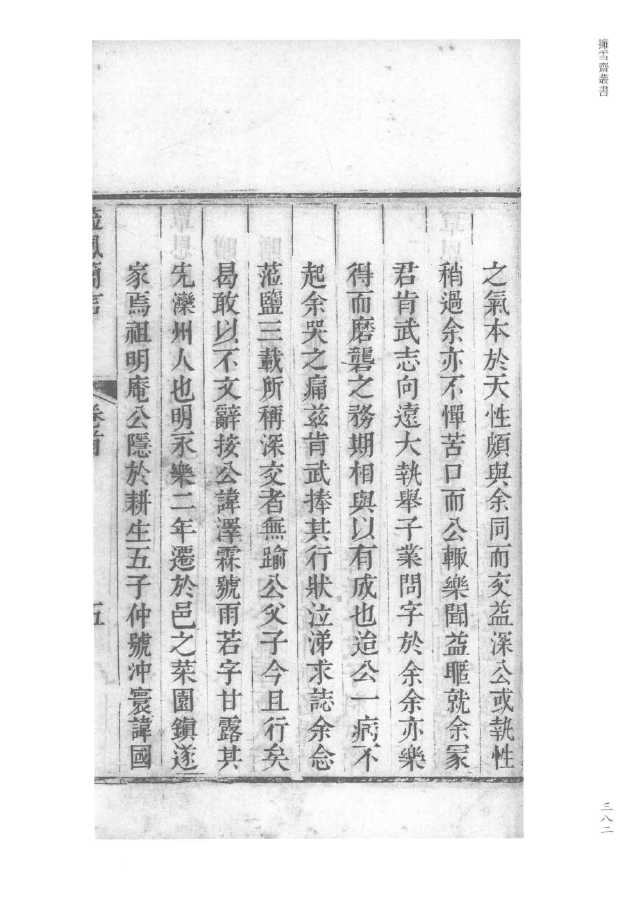 擁雪齋叢書
之氣本於天性頗與余同而交益深公或執性
稍過余亦不憚苦口而公輙樂聞益暱就余冡
君肯武志向遠大執舉子業問字於余余亦樂
得而磨礱之務期相與以有成也迨公一病不
起余哭之痛兹肯武捧其行狀泣涕求誌余念
菹鹽三載所稱深交者無踰公父子今且行矣
曷敢以不文辭按公諱澤霖號雨若字甘露其
先灤州人也明永樂二年遷於邑之菜園鎮遂
家焉祖明庵公隱於耕生五子仲號沖寰諱國
卷首
五
三八二